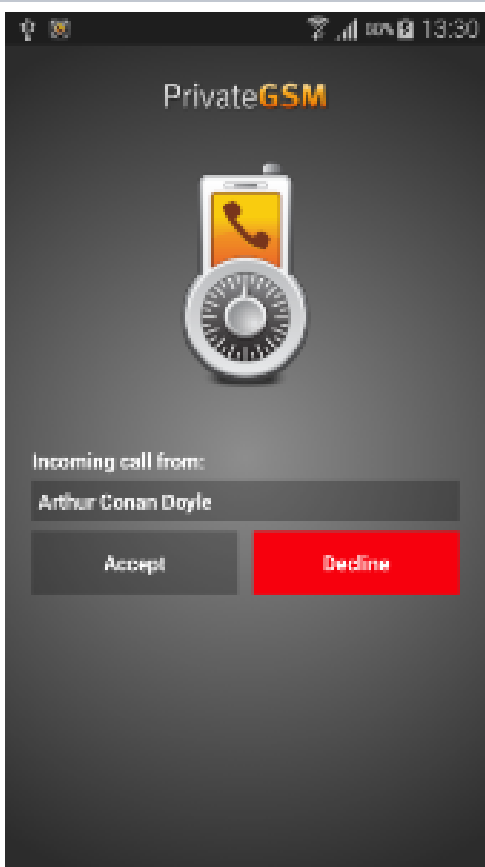 13:30
PrivateGSM
Incoming call from:
Arthur Conan Doyle
Accept
Decline